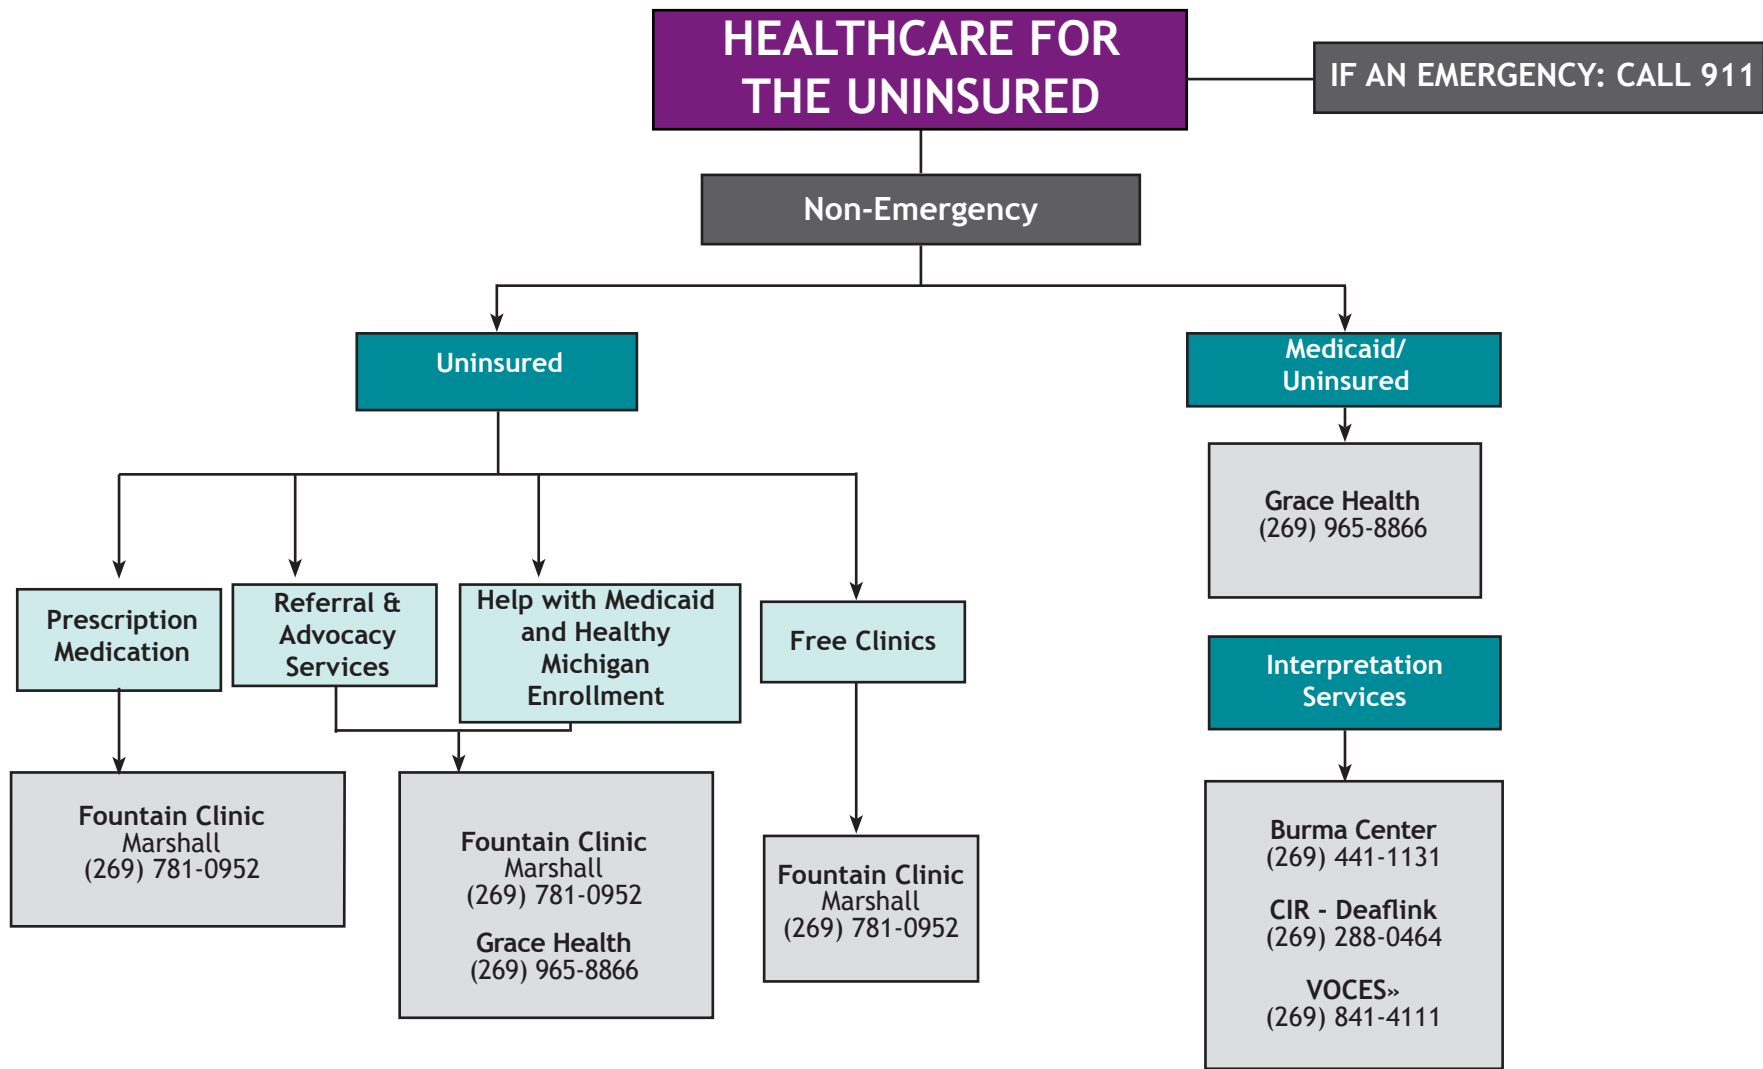 HEALTHCARE FOR
THE UNINSURED
IF AN EMERGENCY: CALL 911
Non-Emergency
Uninsured
Medicaid/
Uninsured
Grace Health
(269) 965-8866
Prescription
Medication
Referral &
Advocacy
Services
Help with Medicaid
and Healthy
Michigan
Enrollment
Free Clinics
Interpretation
Services
Fountain Clinic
Marshall
(269) 781-0952
Fountain Clinic
Marshall
(269) 781-0952
Grace Health
(269) 965-8866
Fountain Clinic
Marshall
(269) 781-0952
Burma Center
(269) 441-1131
CIR - Deaflink
(269) 288-0464
VOCES»
(269) 841-4111